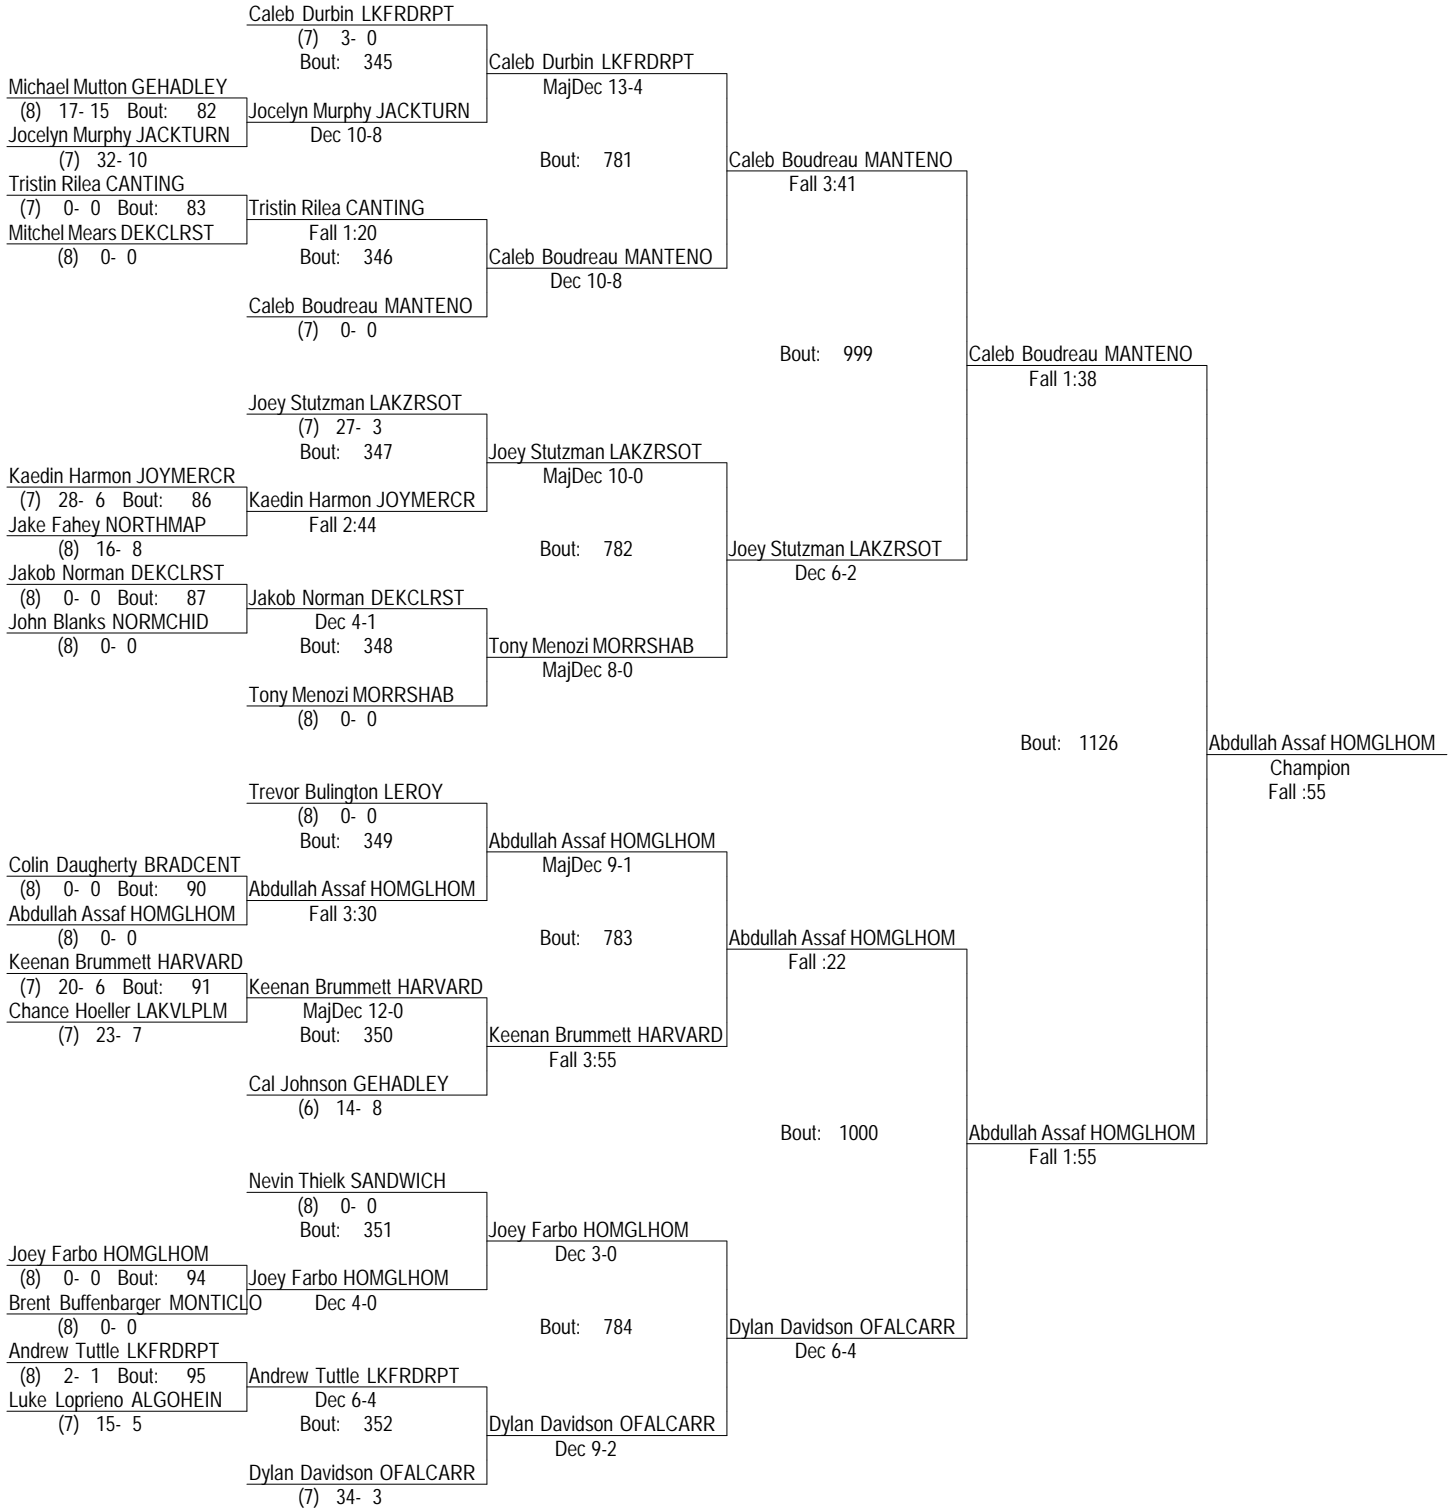 Caleb Durbin LKFRDRPT
(7) 3- 0
Bout: 345
Caleb Durbin LKFRDRPT
MajDec 13-4
Michael Mutton GEHADLEY
(8) 17- 15 Bout: 82
Jocelyn Murphy JACKTURN
Dec 10-8
Jocelyn Murphy JACKTURN
(7) 32- 10
Bout: 781
Caleb Boudreau MANTENO
Fall 3:41
Tristin Rilea CANTING
(7) 0- 0 Bout: 83
Tristin Rilea CANTING
Mitchel Mears DEKCLRST
Fall 1:20
(8) 0- 0
Bout: 346
Caleb Boudreau MANTENO
Dec 10-8
Caleb Boudreau MANTENO
(7) 0- 0
Bout: 999
Caleb Boudreau MANTENO
Fall 1:38
Joey Stutzman LAKZRSOT
(7) 27- 3
Bout: 347
Joey Stutzman LAKZRSOT
MajDec 10-0
Kaedin Harmon JOYMERCR
(7) 28- 6 Bout: 86
Kaedin Harmon JOYMERCR
Jake Fahey NORTHMAP
Fall 2:44
(8) 16- 8
Bout: 782
Joey Stutzman LAKZRSOT
Dec 6-2
Jakob Norman DEKCLRST
(8) 0- 0 Bout: 87
Jakob Norman DEKCLRST
John Blanks NORMCHID
Dec 4-1
(8) 0- 0
Bout: 348
Tony Menozi MORRSHAB
MajDec 8-0
Tony Menozi MORRSHAB
(8) 0- 0
Bout: 1126
Abdullah Assaf HOMGLHOM
Champion
Fall :55
Trevor Bulington LEROY
(8) 0- 0
Bout: 349
Abdullah Assaf HOMGLHOM
MajDec 9-1
Colin Daugherty BRADCENT
(8) 0- 0 Bout: 90
Abdullah Assaf HOMGLHOM
Abdullah Assaf HOMGLHOM
Fall 3:30
(8) 0- 0
Bout: 783
Abdullah Assaf HOMGLHOM
Fall :22
Keenan Brummett HARVARD
(7) 20- 6 Bout: 91
Keenan Brummett HARVARD
Chance Hoeller LAKVLPLM
MajDec 12-0
(7) 23- 7
Bout: 350
Keenan Brummett HARVARD
Fall 3:55
Cal Johnson GEHADLEY
(6) 14- 8
Bout: 1000
Abdullah Assaf HOMGLHOM
Fall 1:55
Nevin Thielk SANDWICH
(8) 0- 0
Bout: 351
Joey Farbo HOMGLHOM
Dec 3-0
Joey Farbo HOMGLHOM
(8) 0- 0 Bout: 94
Joey Farbo HOMGLHOM
Brent Buffenbarger MONTICLO
Dec 4-0
(8) 0- 0
Bout: 784
Dylan Davidson OFALCARR
Dec 6-4
Andrew Tuttle LKFRDRPT
(8) 2- 1 Bout: 95
Andrew Tuttle LKFRDRPT
Luke Loprieno ALGOHEIN
Dec 6-4
(7) 15- 5
Bout: 352
Dylan Davidson OFALCARR
Dec 9-2
Dylan Davidson OFALCARR
(7) 34- 3